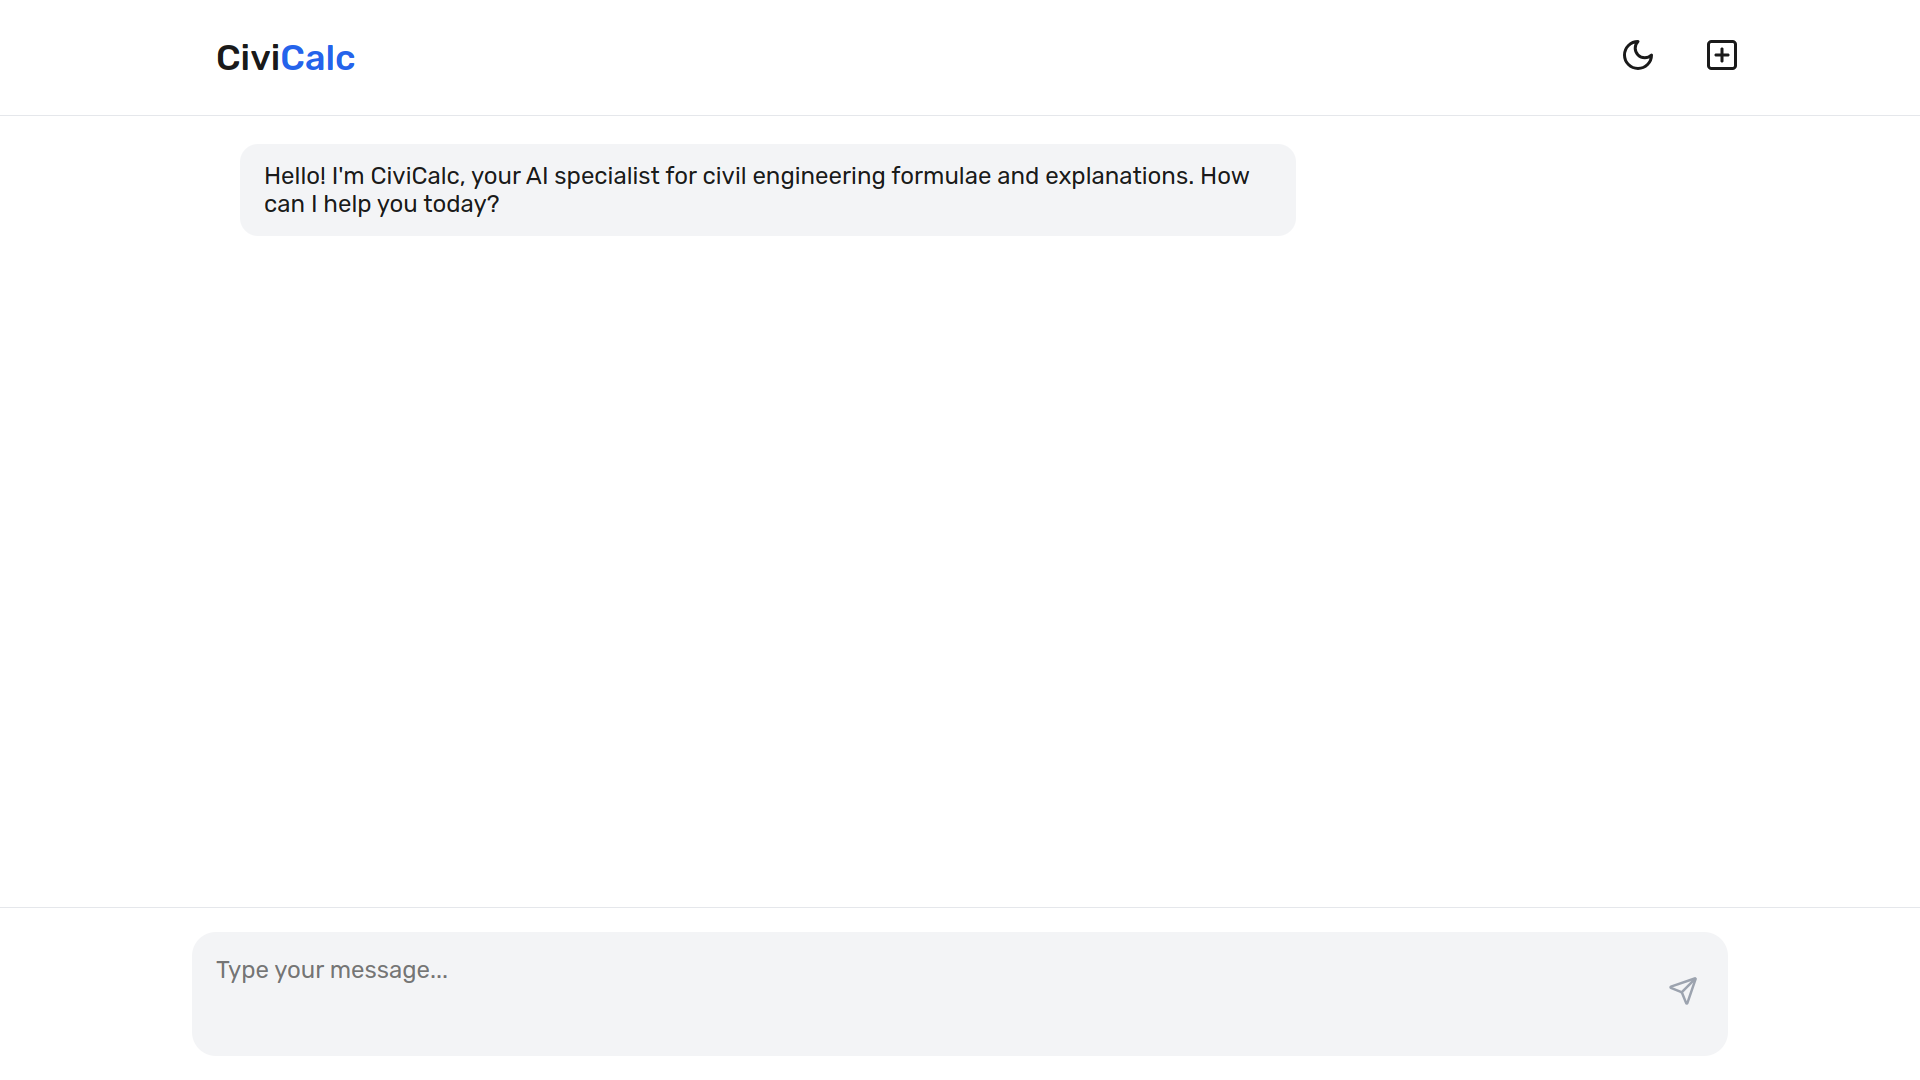 CiviCalc
Hello! I'm CiviCalc, your AI specialist for civil engineering formulae and explanations. How
can I help you today?
Type your message...